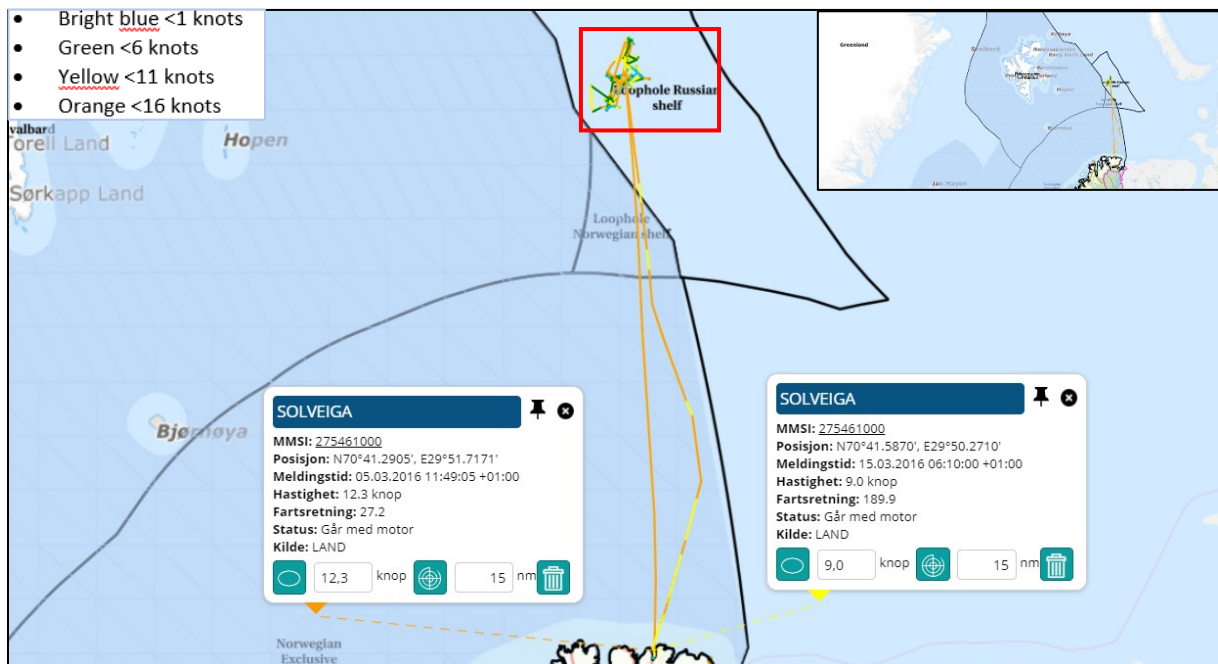 • Bright blue <1 knots
• Green <6 knots
• Yellow <11 knots
• Orange <16 knots
valbard
Torell Land
Hopen
Sørkapp Land
Loophole Russian
shelf
Greenland
Svalbard
Jan Mayen
Bjørnøya
Loophole
Norwegian shelf
Bjørnøya
SOLVEIGA
MMSI: 275461000
Posisjon: N70°41.2905', E29°51.7171'
Meldingstid: 05.03.2016 11:49:05 +01:00
Hastighet: 12.3 knop
Fartsretning: 27.2
Status: Går med motor
Kilde: LAND
12,3 knop 15 nm
SOLVEIGA
MMSI: 275461000
Posisjon: N70°41.5870', E29°50.2710'
Meldingstid: 15.03.2016 06:10:00 +01:00
Hastighet: 9.0 knop
Fartsretning: 189.9
Status: Går med motor
Kilde: LAND
9,0 knop 15 nm
Norwegian
Exclusive